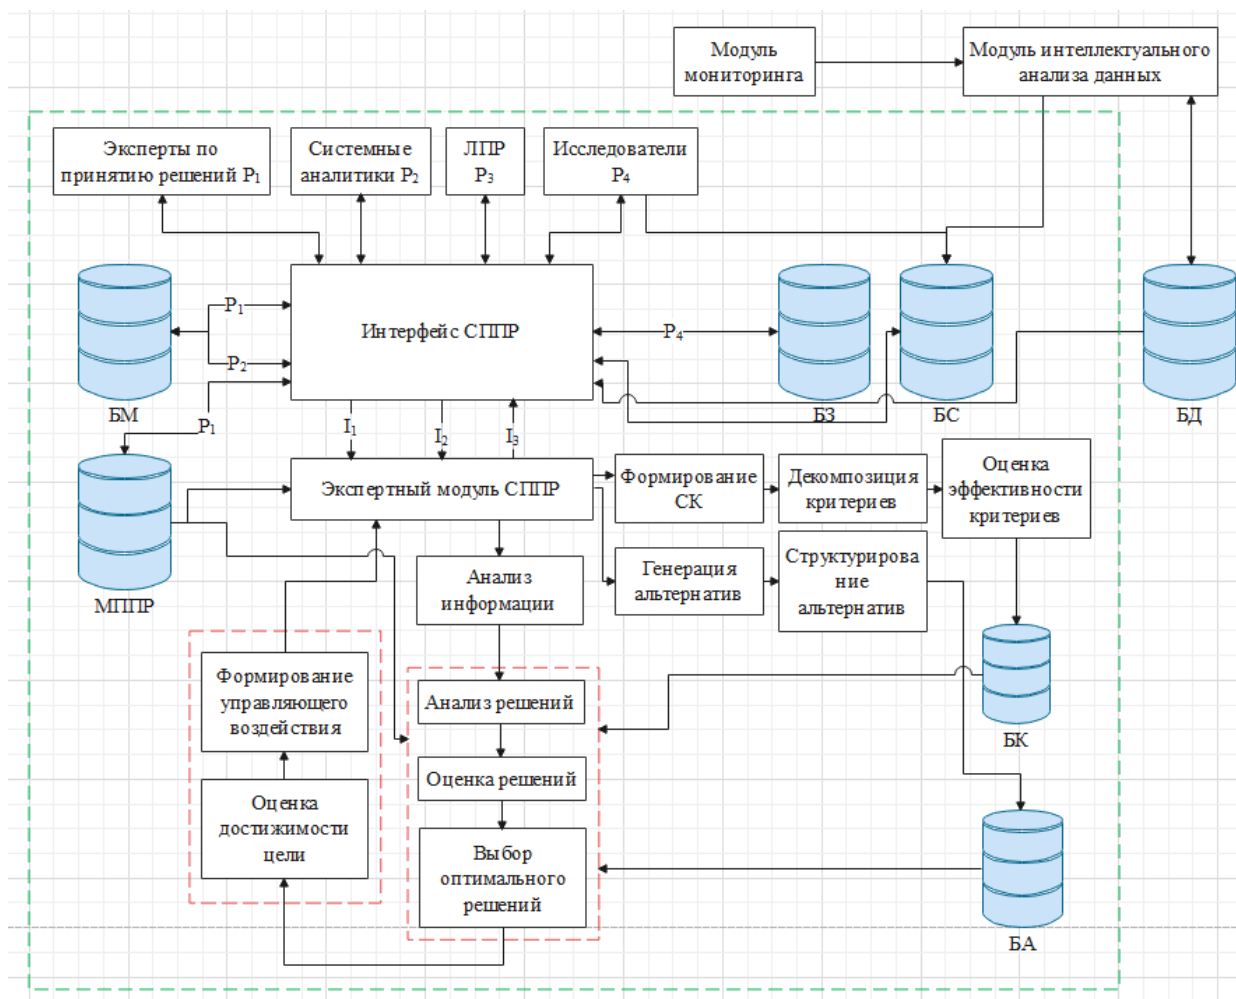 Модуль
мониторинга
Модуль интеллектуального
анализа данных
Эксперты по
принятию решений P₁
Системные
аналитики P₂
ЛПР
P₃
Исследователи
P₄
P₁
Интерфейс СППР
P₄
P₂
БМ
БЗ
БС
БД
P₁
I₁
I₂
I₃
Экспертный модуль СППР
Формирование
СК
Декомпозиция
критериев
Оценка
эффективности
критериев
МППР
Анализ
информации
Генерация
альтернатив
Структурирова
ние
альтернатив
Формирование
управляющего
воздействия
Анализ решений
БК
Оценка решений
Оценка
достижимости
цели
Выбор
оптимального
решений
БА